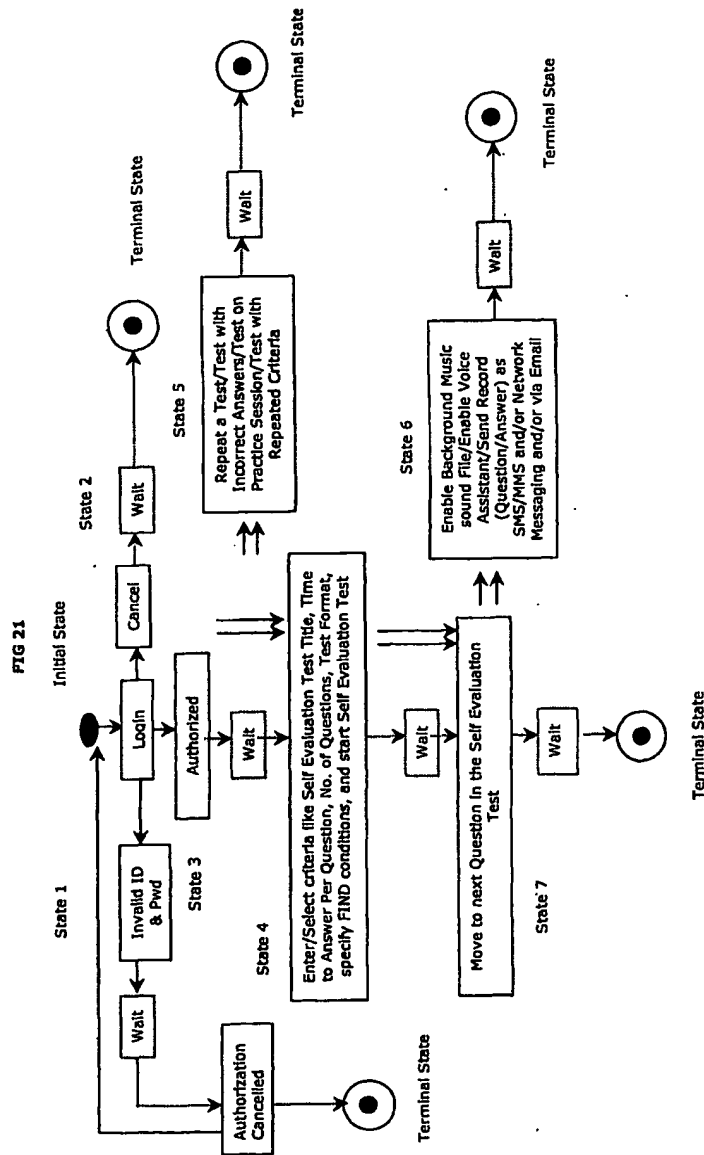 FIG 21
Initial State
State 1
Login
Cancel
Wait
State 2
Terminal State
Invalid ID
& Pwd
State 3
Wait
Authorization
Cancelled
Terminal State
Authorized
Wait
State 4
Enter/Select criteria like Self Evaluation Test Title, Time
to Answer Per Question, No. of Questions, Test Format,
specify FIND conditions, and start Self Evaluation Test
State 5
Repeat a Test/Test with
Incorrect Answers/Test on
Practice Session/Test with
Repeated Criteria
Wait
Terminal State
Wait
Move to next Question in the Self Evaluation
Test
State 7
State 6
Enable Background Music
sound File/Enable Voice
Assistant/Send Record
(Question/Answer) as
SMS/MMS and/or Network
Messaging and/or via Email
Wait
Terminal State
Wait
Terminal State